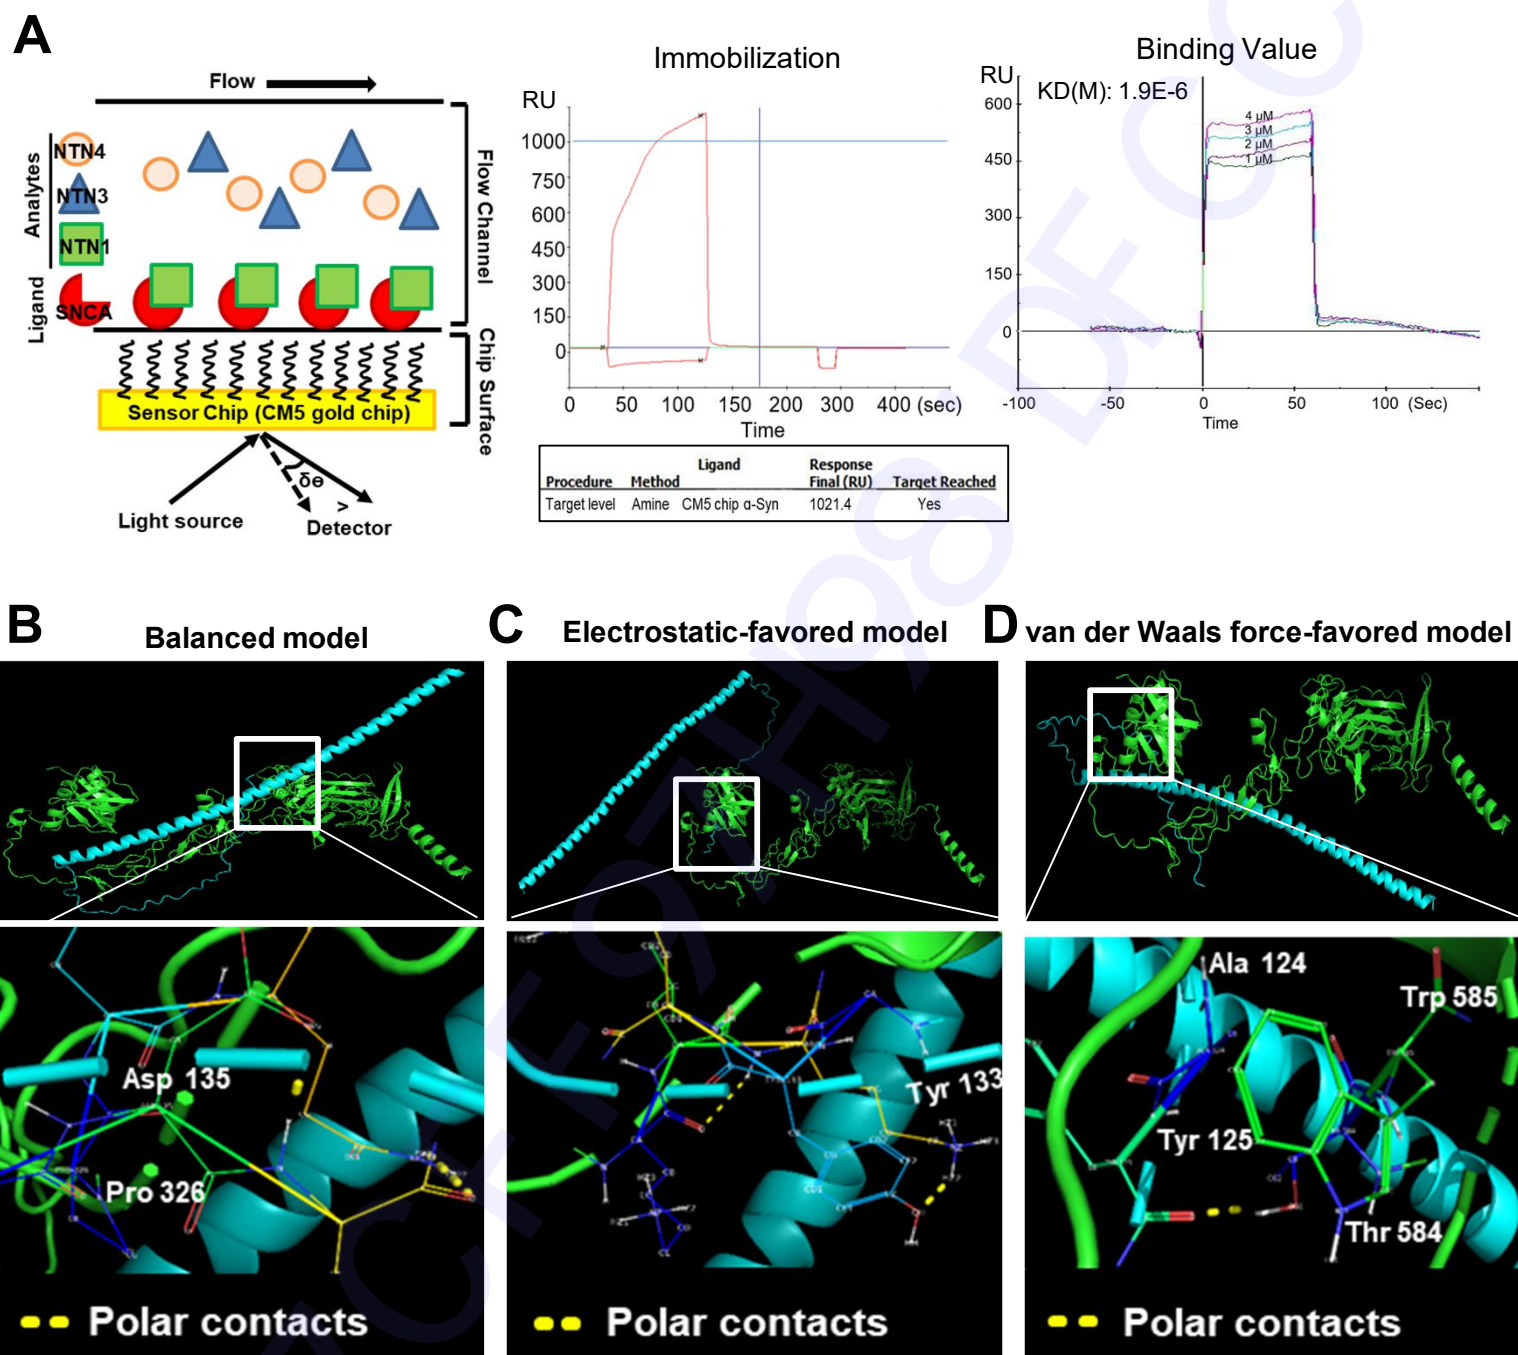 A
Flow
Analytes
NTN4
NTN3
NTN1
Ligand
SNCA
Flow Channel
Chip Surface
Sensor Chip (CM5 gold chip)
δɵ
>
Light source
Detector
Immobilization
RU
1000
750
600
450
300
150
0
0 50 100 150 200 250 300 400 (sec)
Time
Ligand Response
Procedure Method Final (RU) Target Reached
Target level Amine CM5 chip α-Syn 1021.4 Yes
Binding Value
RU
KD(M): 1.9E-6
600
450
300
150
0
4 µM
3 µM
2 µM
1 µM
-100 -50 0 50 100 (Sec)
Time
B
Balanced model
Asp 135
Pro 326
Polar contacts
C
Electrostatic-favored model
Tyr 133
Polar contacts
D
van der Waals force-favored model
Ala 124
Trp 585
Tyr 125
Thr 584
Polar contacts